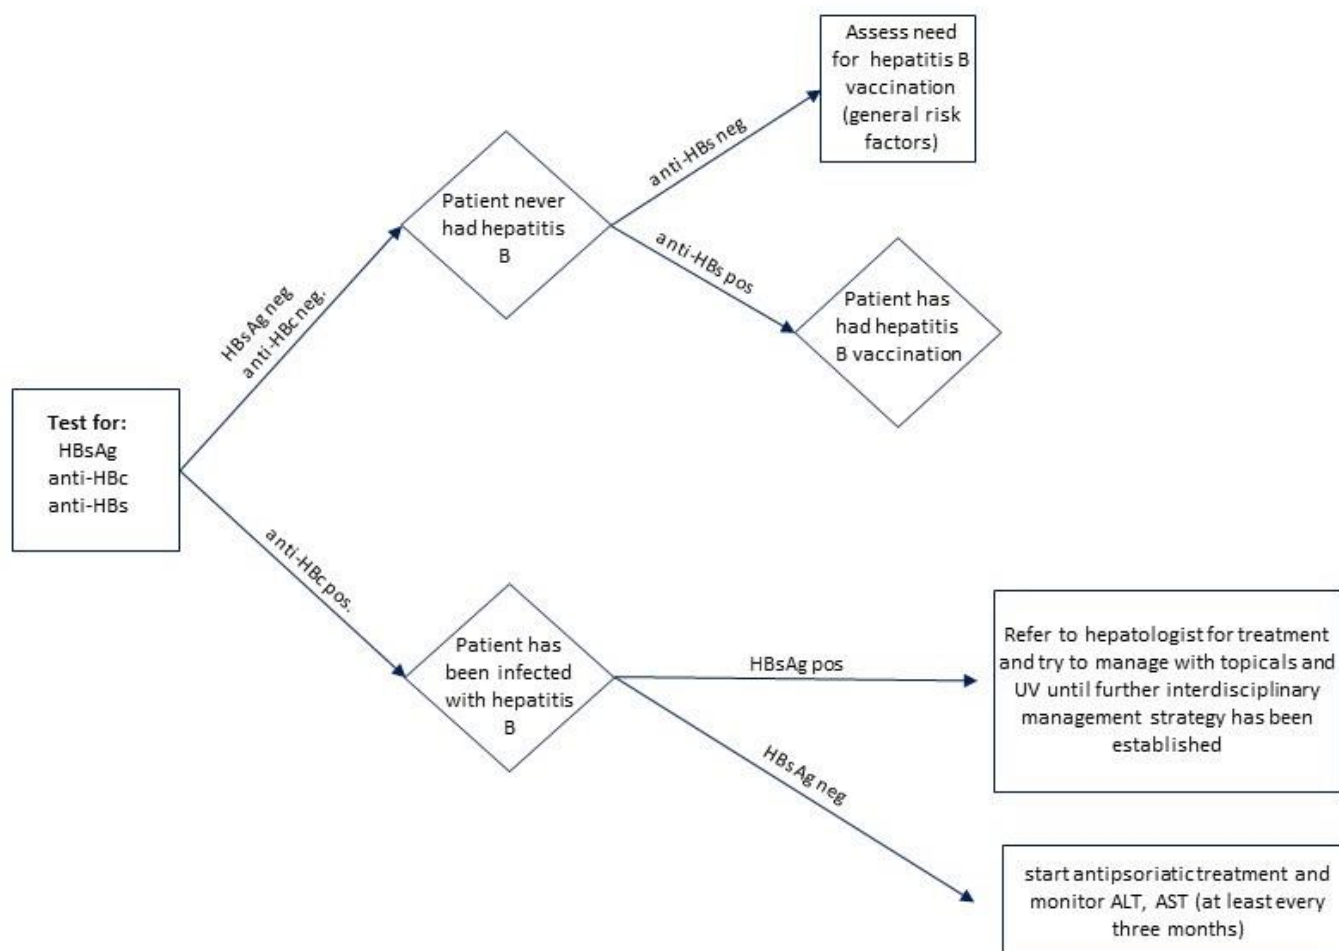 Assess need
for hepatitis B
vaccination
(general risk
factors)
anti-HBs neg
Patient never
had hepatitis
B
anti-HBs pos
Patient has
had hepatitis
B vaccination
HBsAg neg
anti-HBc neg.
Test for:
HBsAg
anti-HBc
anti-HBs
anti-HBc pos.
Patient has
been infected
with hepatitis
B
HBsAg pos
Refer to hepatologist for treatment
and try to manage with topicals and
UV until further interdisciplinary
management strategy has been
established
HBsAg neg
start antipsoriatic treatment and
monitor ALT, AST (at least every
three months)